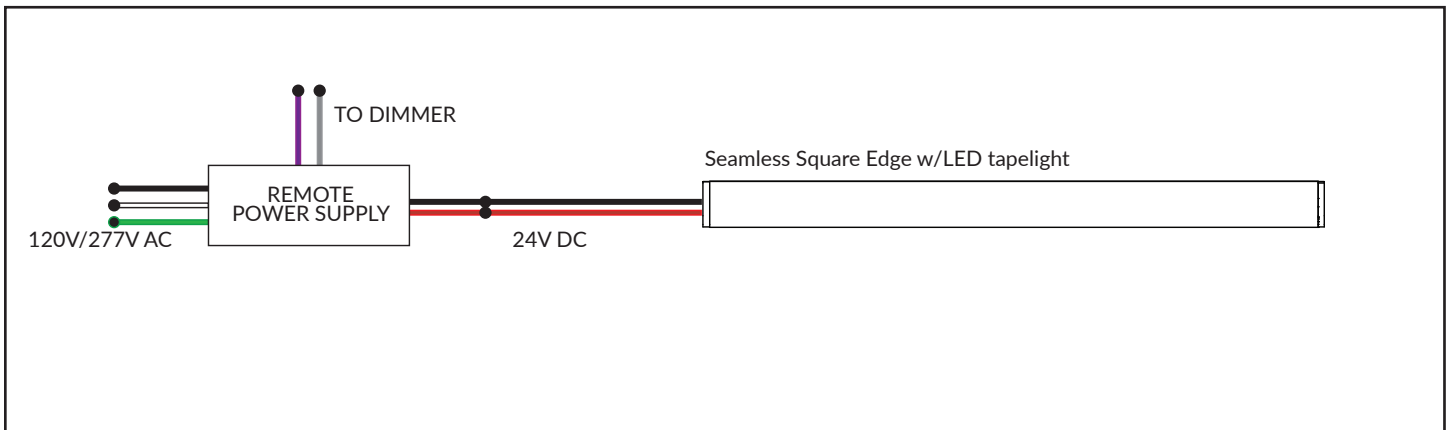 TO DIMMER
Seamless Square Edge w/LED tapelight
REMOTE
POWER SUPPLY
120V/277V AC
24V DC